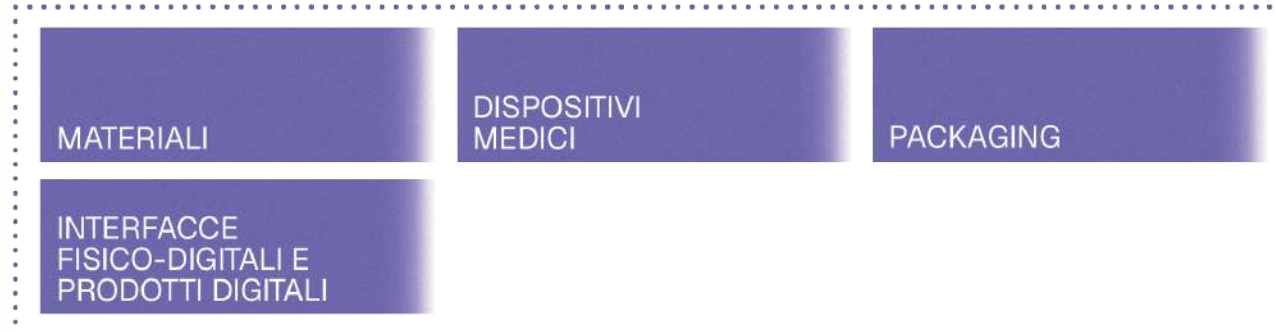 MATERIALI
DISPOSITIVI
MEDICI
PACKAGING
INTERFACCE
FISICO-DIGITALI E
PRODOTTI DIGITALI